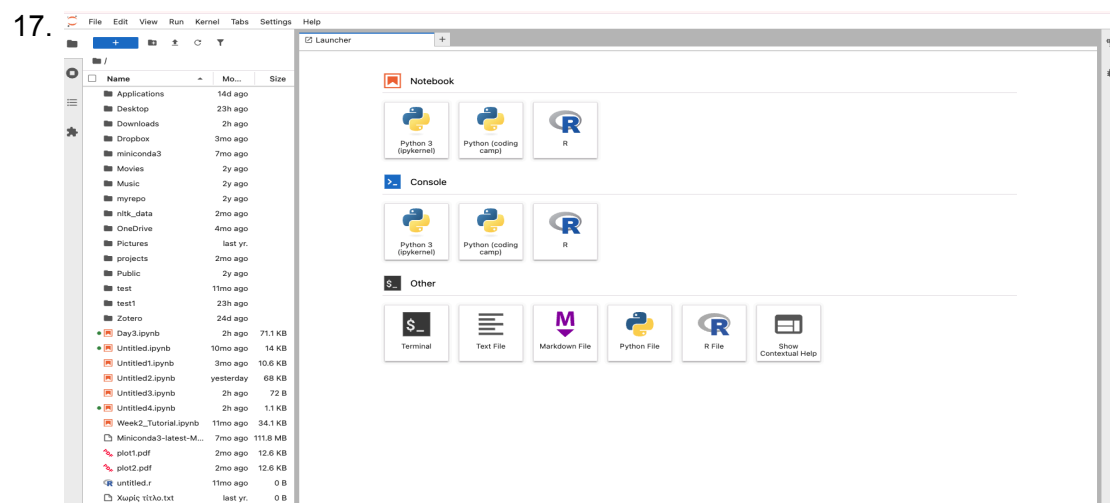 17.
File Edit View Run Kernel Tabs Settings Help
+
Launcher
+
/
Name Mo... Size
Applications 14d ago
Desktop 23h ago
Downloads 2h ago
Dropbox 3mo ago
miniconda3 7mo ago
Movies 2y ago
Music 2y ago
myrepo 2y ago
nltk_data 2mo ago
OneDrive 4mo ago
Pictures last yr.
projects 2mo ago
Public 2y ago
test 11mo ago
test1 23h ago
Zotero 24d ago
Day3.ipynb 2h ago 71.1 KB
Untitled.ipynb 10mo ago 14 KB
Untitled1.ipynb 3mo ago 10.6 KB
Untitled2.ipynb yesterday 68 KB
Untitled3.ipynb 2h ago 72 B
Untitled4.ipynb 2h ago 1.1 KB
Week2_Tutorial.ipynb 11mo ago 34.1 KB
Miniconda3-latest-M... 7mo ago 111.8 MB
plot1.pdf 2mo ago 12.6 KB
plot2.pdf 2mo ago 12.6 KB
untitled.r 11mo ago 0 B
Χωρίς τίτλο.txt last yr. 0 B
Notebook
Python 3
(ipykernel)
Python (coding
camp)
R
R
>_ Console
Python 3
(ipykernel)
Python (coding
camp)
R
R
$_ Other
$_
Terminal
Text File
M
Markdown File
Python File
R
R File
Show
Contextual Help